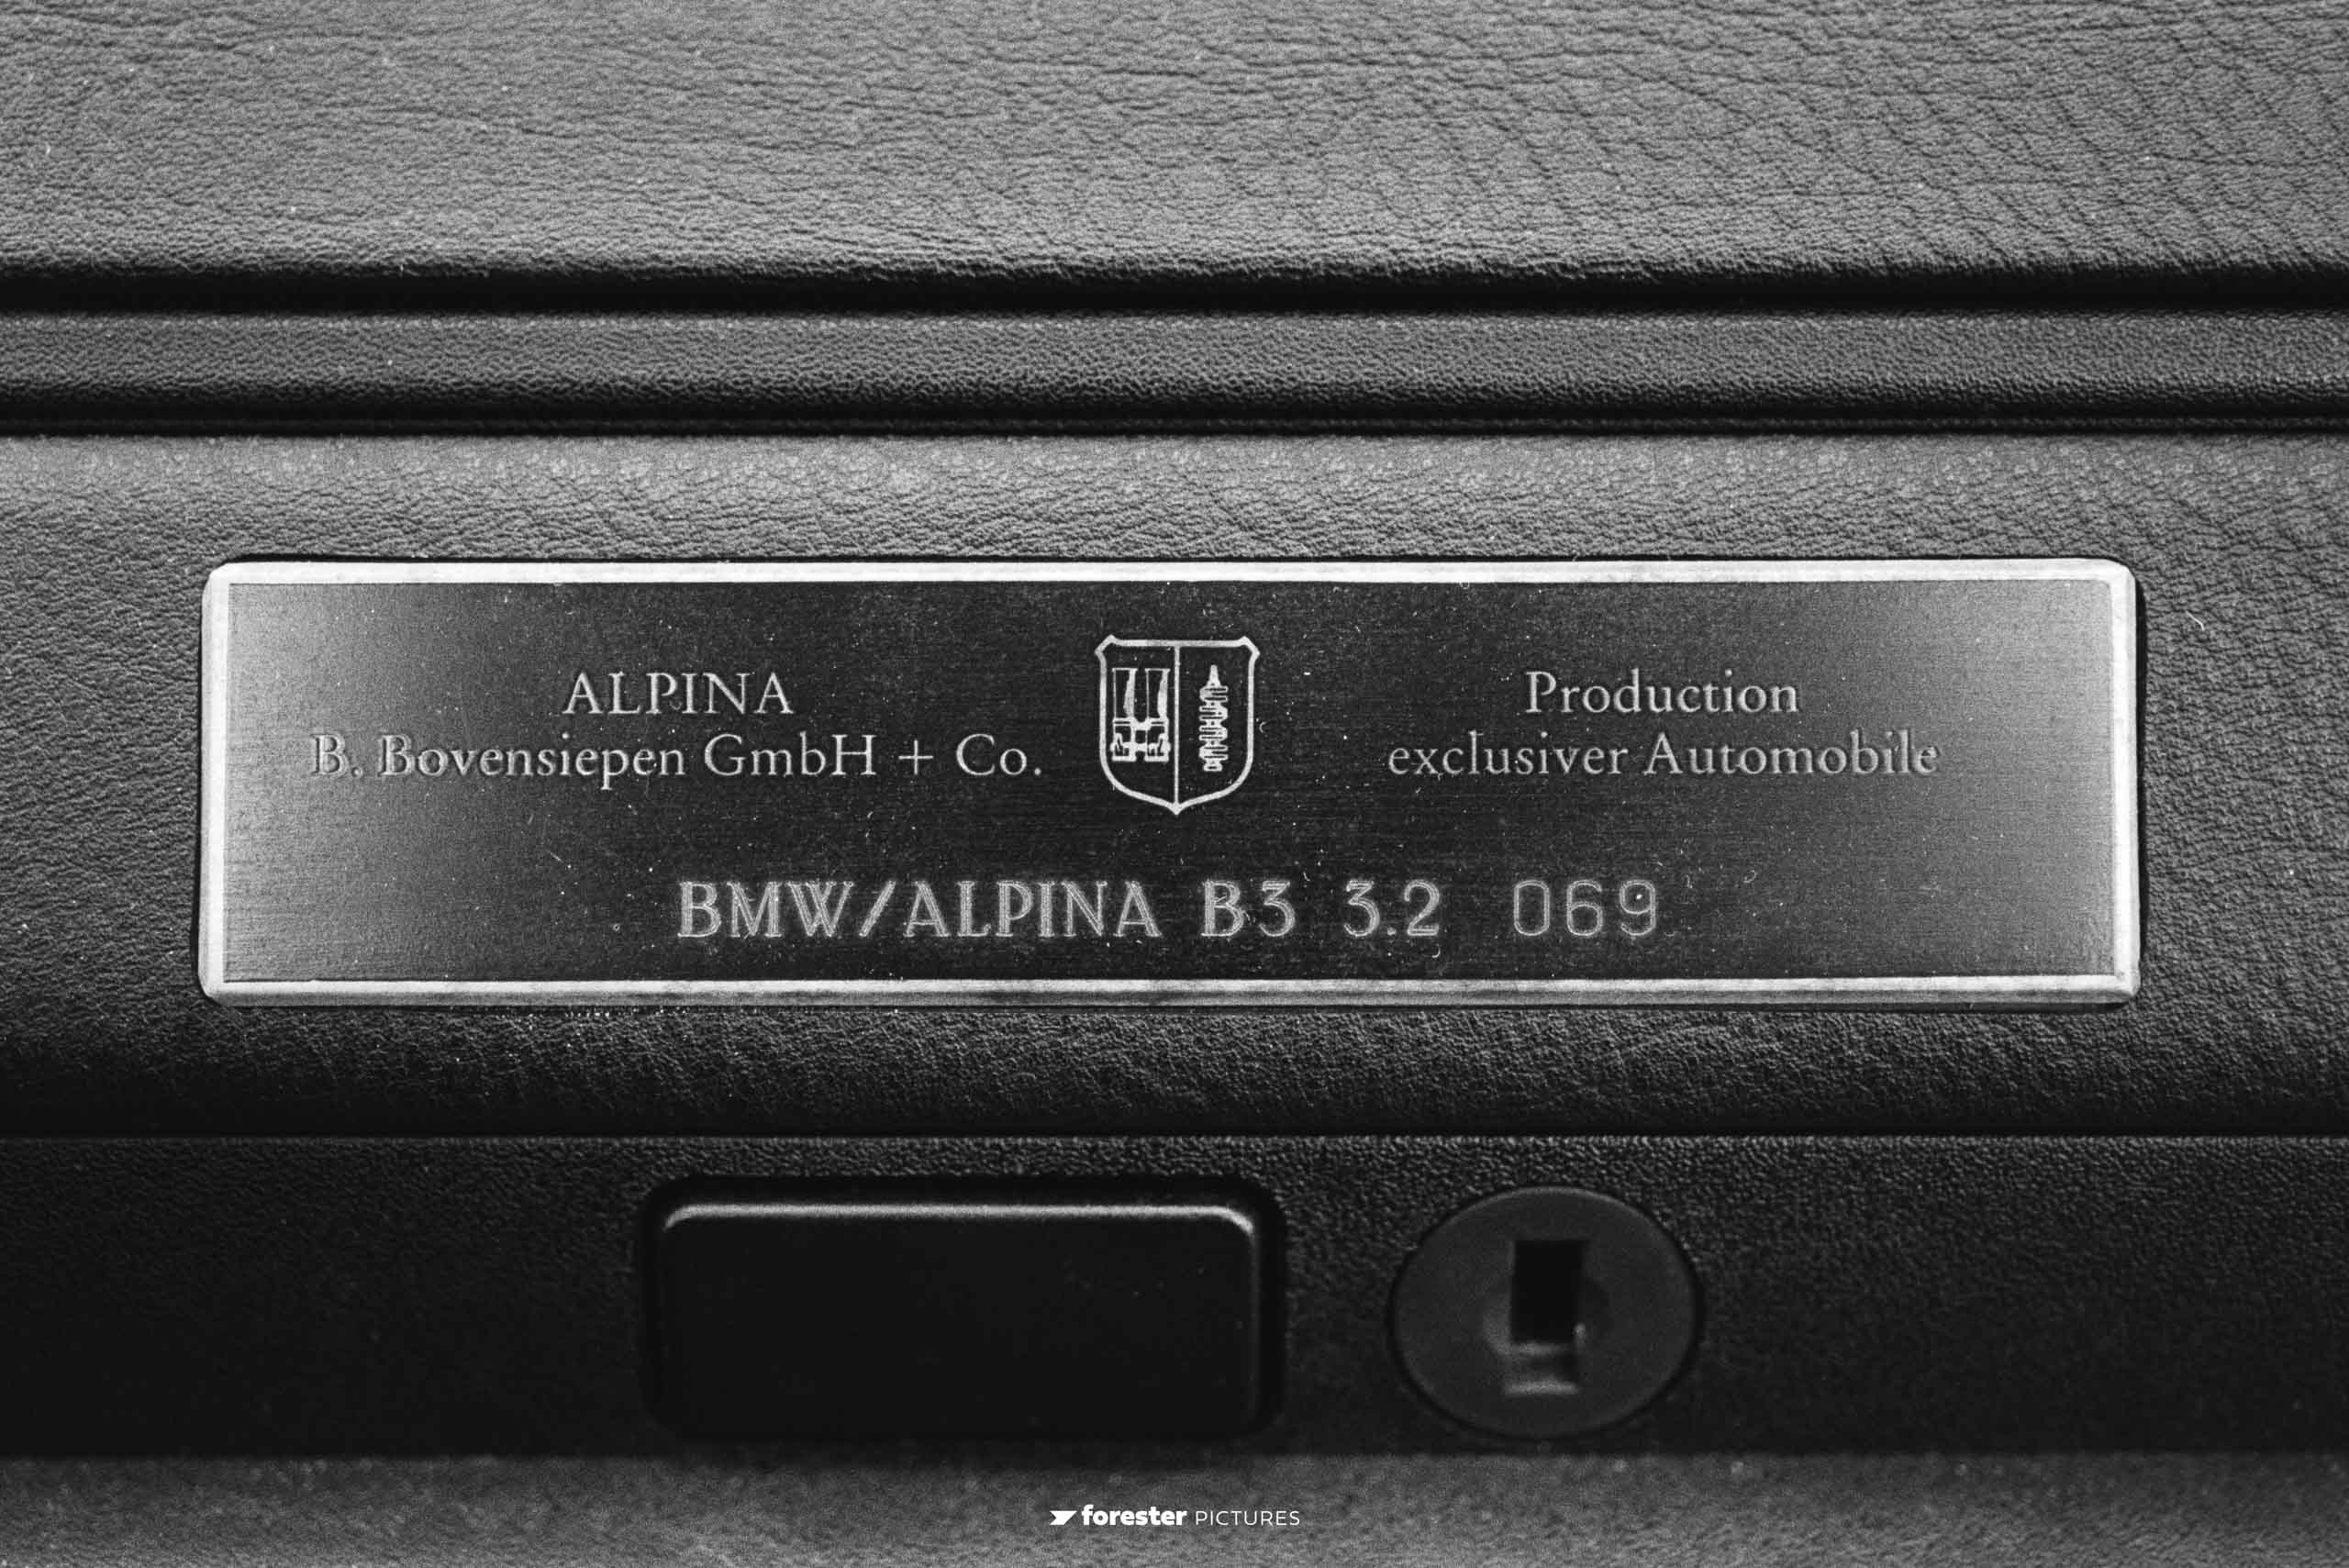 ALPINA
B. Bovensiepen GmbH + Co.
Production
exclusiver Automobile
BMW/ALPINA B3 3.2 069
forester PICTURES